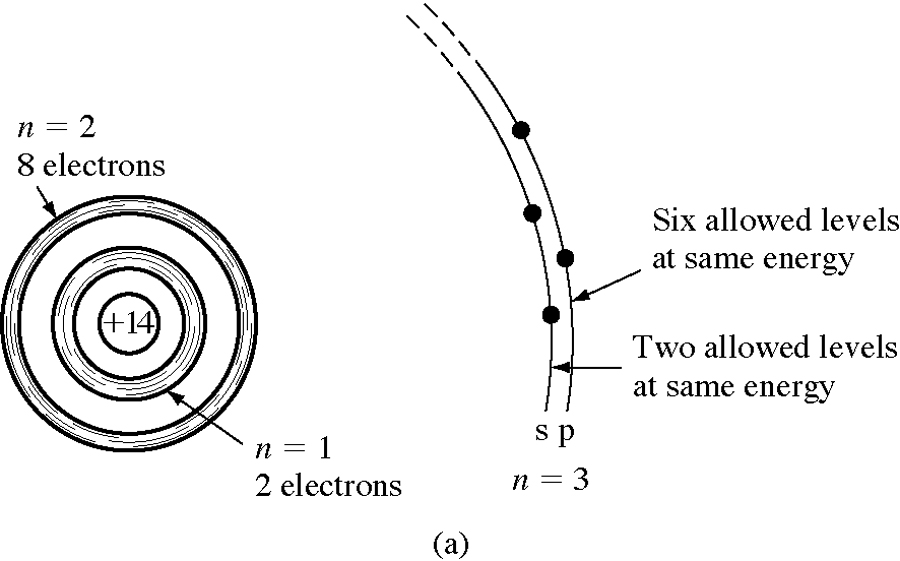 n = 2
8 electrons
+14
n = 1
2 electrons
Six allowed levels
at same energy
Two allowed levels
at same energy
s p
n = 3
(a)